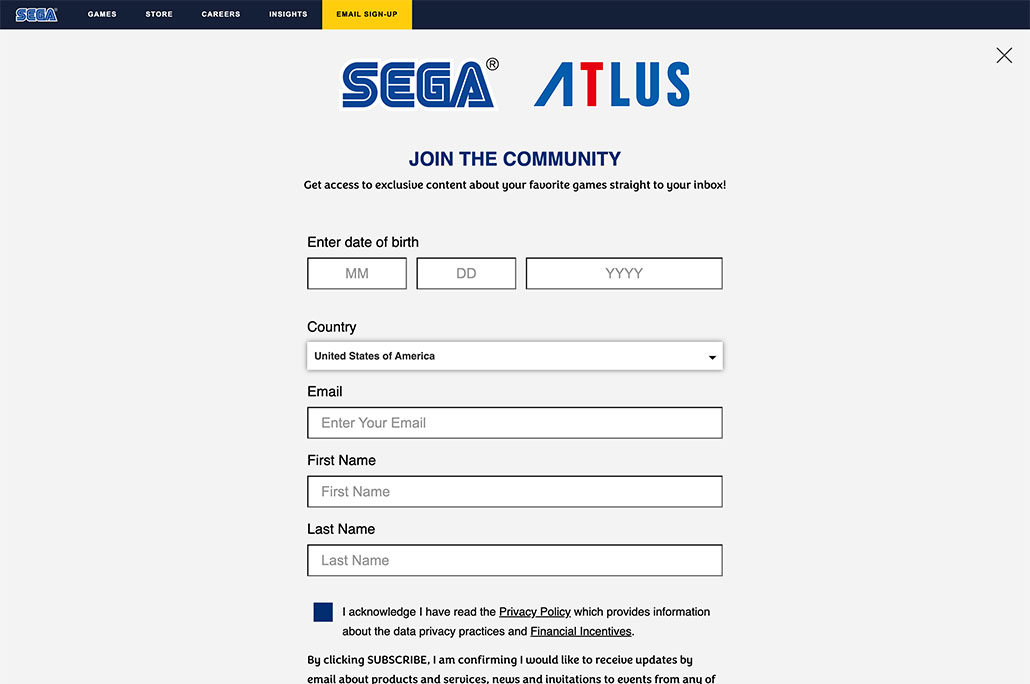 SEGA GAMES STORE CAREERS INSIGHTS EMAIL SIGN-UP
SEGA® ATLUS
JOIN THE COMMUNITY
Get access to exclusive content about your favorite games straight to your inbox!
Enter date of birth
MM DD YYYY
Country
United States of America
Email
Enter Your Email
First Name
First Name
Last Name
Last Name
I acknowledge I have read the Privacy Policy which provides information
about the data privacy practices and Financial Incentives.
By clicking SUBSCRIBE, I am confirming I would like to receive updates by
email about products and services, news and invitations to events from any of